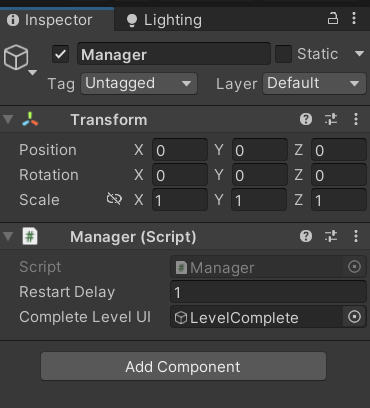 Inspector Lighting
Manager Static
Tag Untagged Layer Default
Transform
Position X 0 Y 0 Z 0
Rotation X 0 Y 0 Z 0
Scale X 1 Y 1 Z 1
# Manager (Script)
Script # Manager
Restart Delay 1
Complete Level UI LevelComplete
Add Component